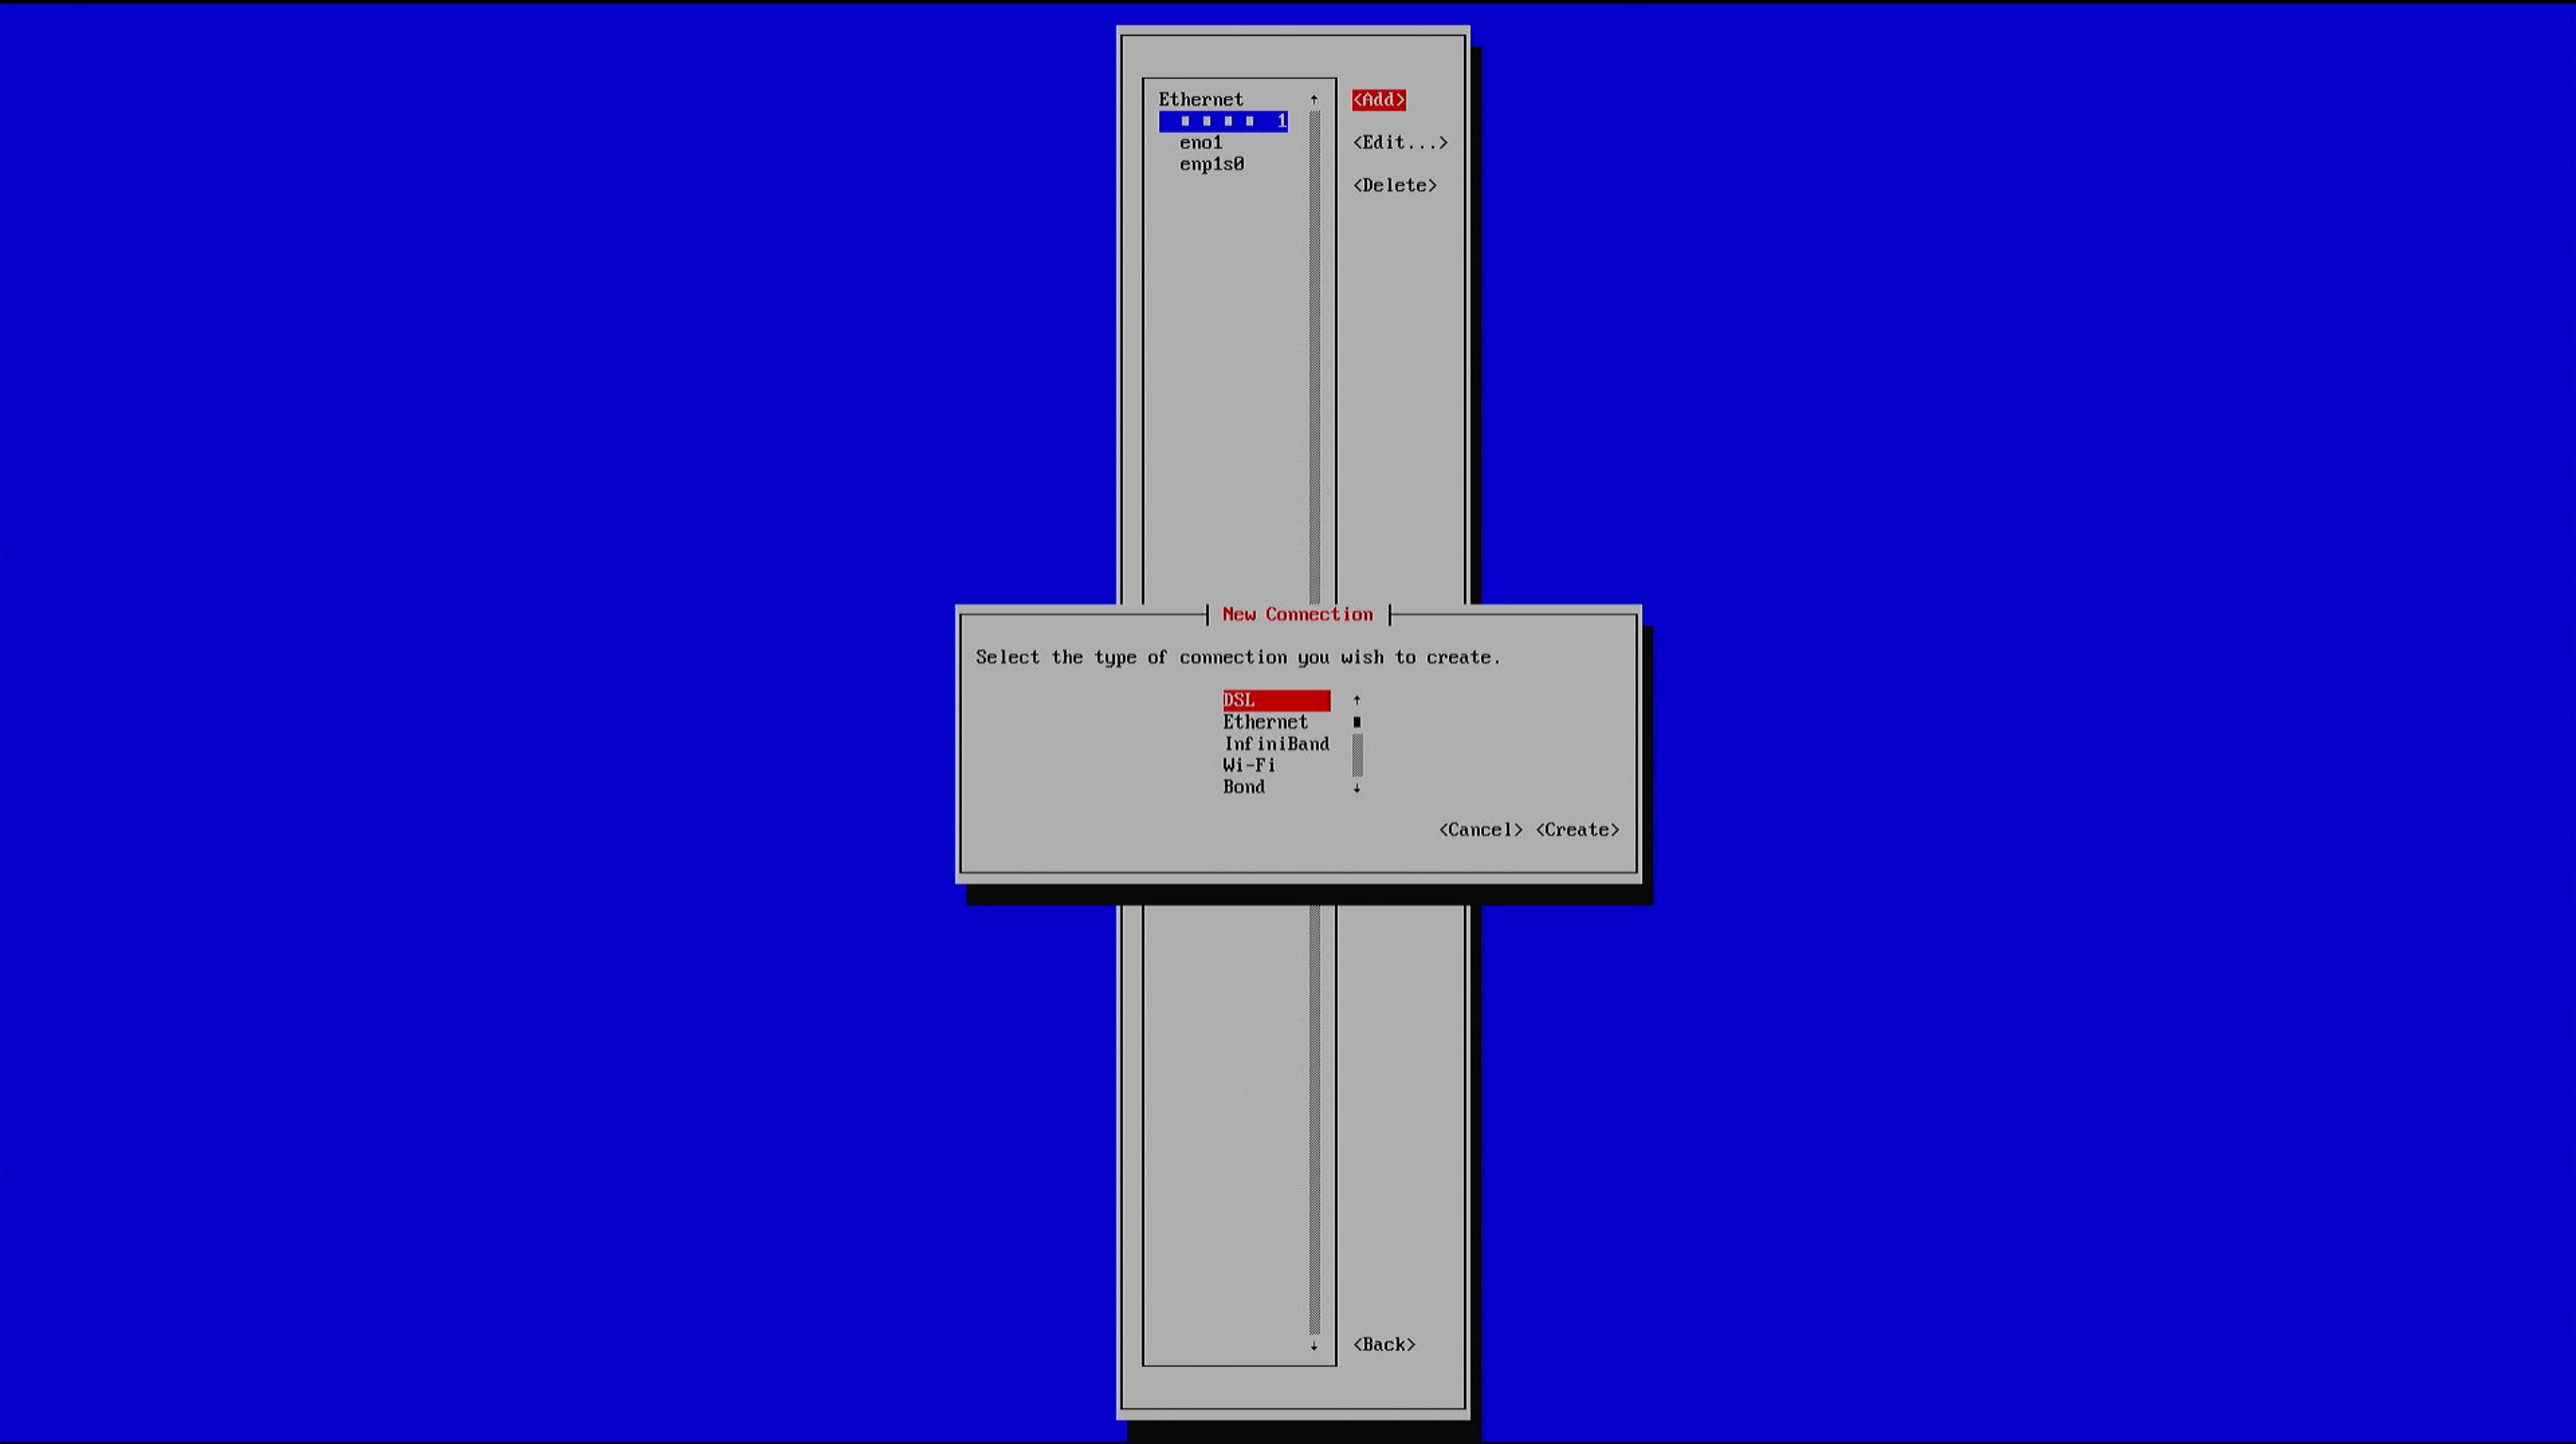 Ethernet
1
eno1
enp1s0
<Add>
<Edit...>
<Delete>
New Connection
Select the type of connection you wish to create.
DSL
Ethernet
InfiniBand
Wi-Fi
Bond
<Cancel> <Create>
<Back>